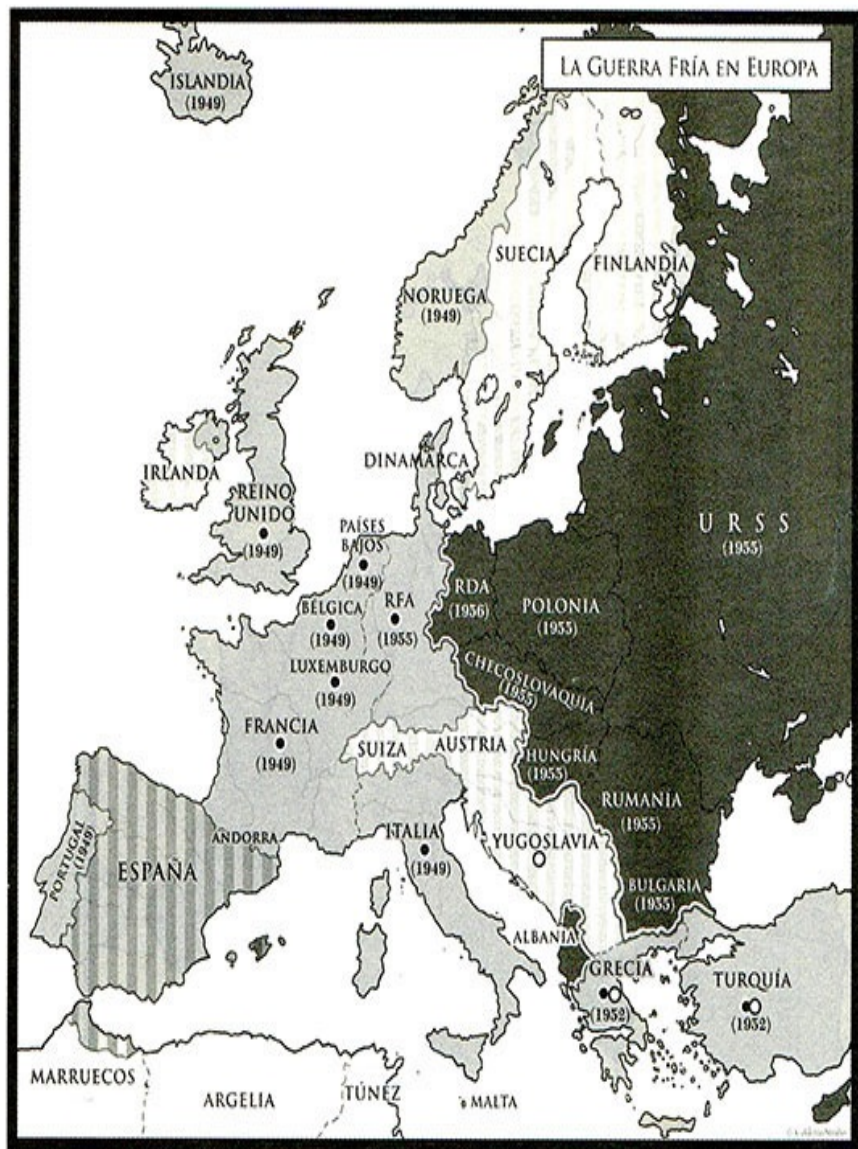 LA GUERRA FRÍA EN EUROPA
ISLANDIA
(1949)
SUECIA
FINLANDIA
NORUEGA
(1949)
DINAMARCA
IRLANDA
REINO
UNIDO
(1949)
PAÍSES
BAJOS
(1949)
URSS
(1955)
RDA
(1956)
POLONIA
(1955)
BÉLGICA
(1949)
RFA
(1955)
LUXEMBURGO
(1949)
CHECOSLOVAQUIA
(1955)
FRANCIA
(1949)
SUIZA
AUSTRIA
HUNGRÍA
(1955)
RUMANIA
(1955)
ANDORRA
ITALIA
(1949)
YUGOSLAVIA
PORTUGAL
(1949)
ESPAÑA
BULGARIA
(1955)
ALBANIA
GRECIA
(1952)
TURQUÍA
(1952)
MARRUECOS
ARGELIA
TÚNEZ
MALTA